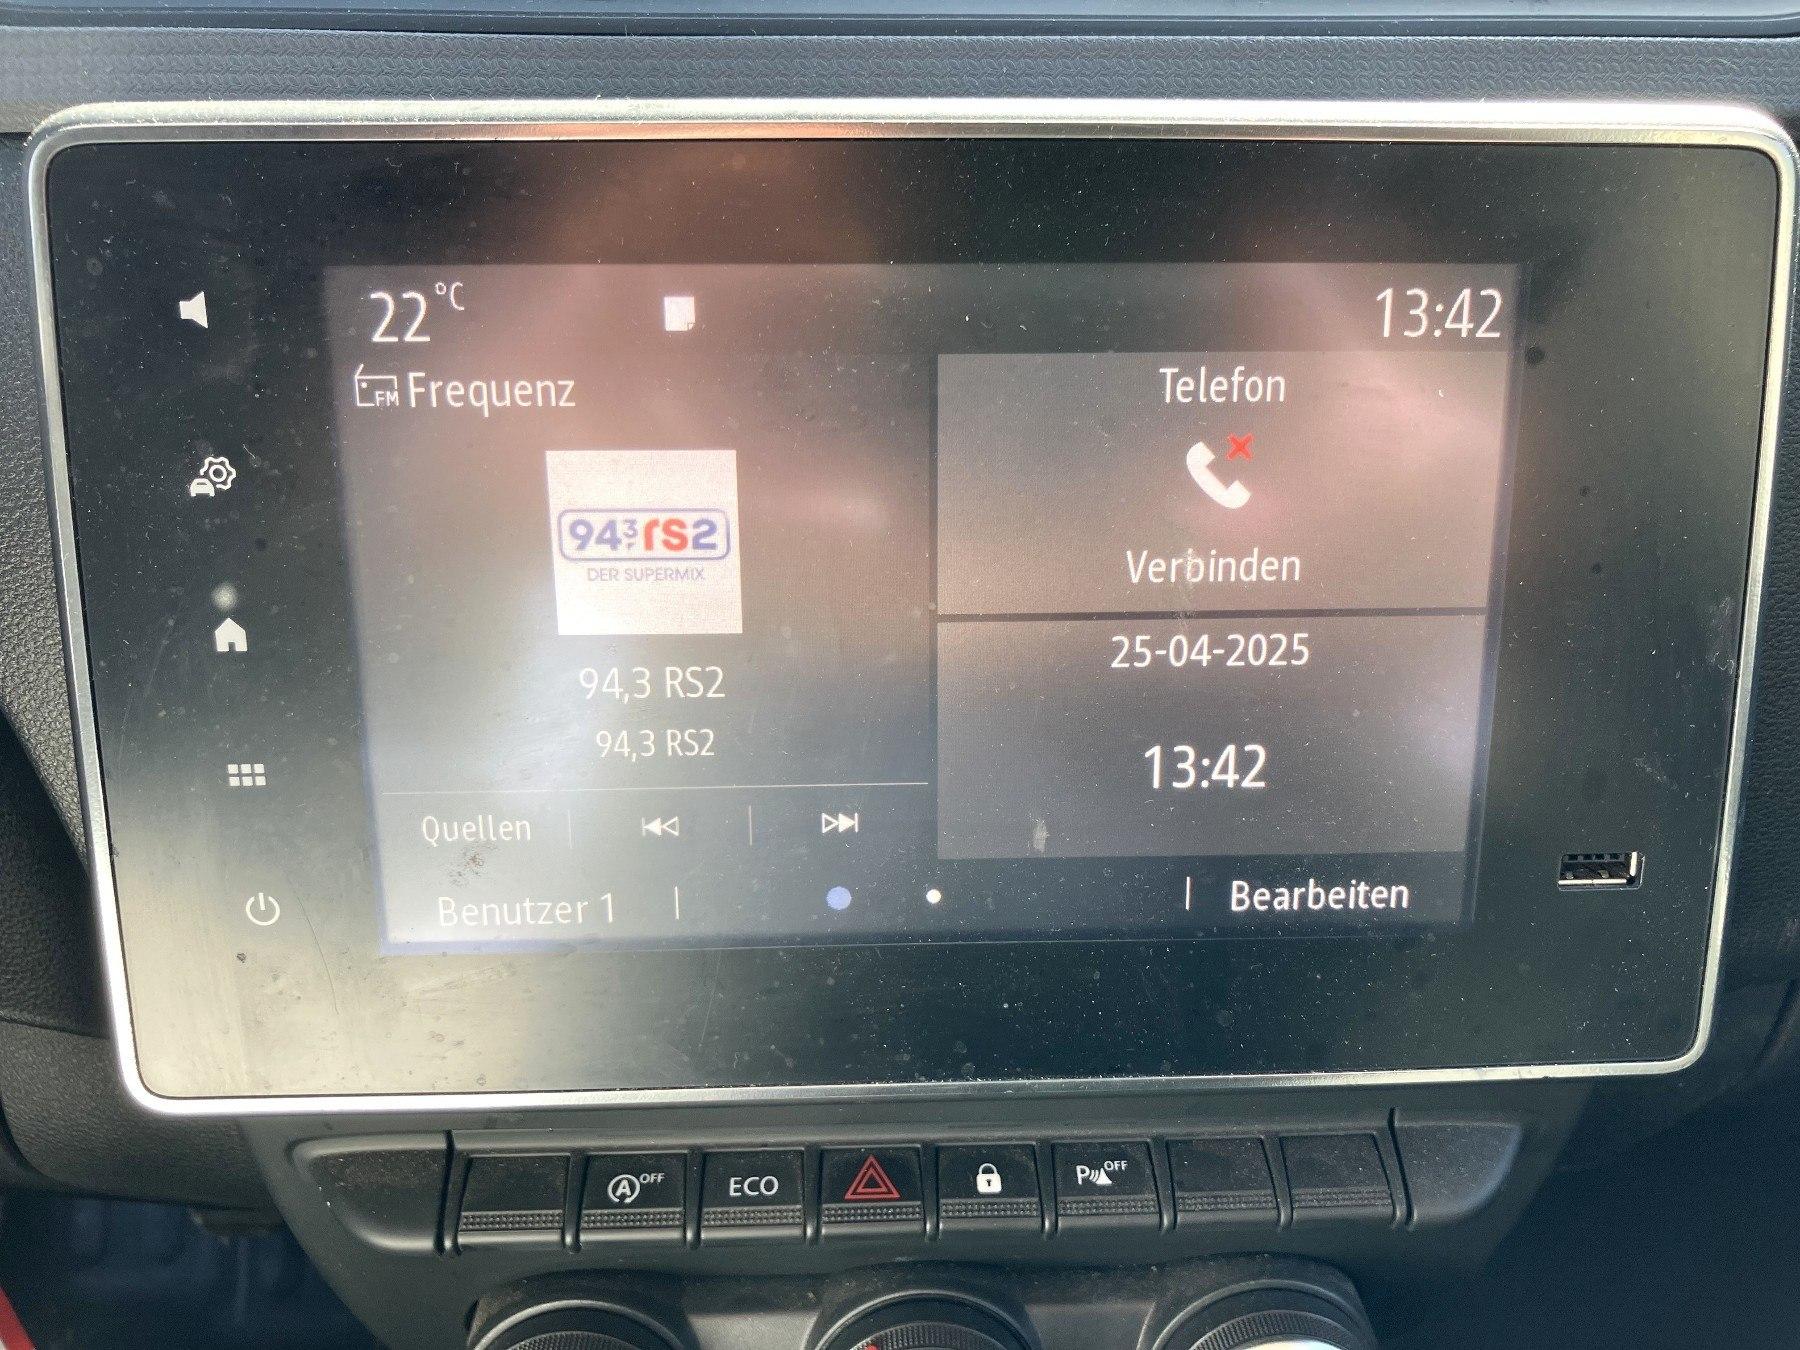 22 °C
13:42
FM Frequenz
94,3 rs2
DER SUPERMIX
94,3 RS2
94,3 RS2
Quellen
Benutzer 1
Telefon
Verbinden
25-04-2025
13:42
Bearbeiten
A OFF
ECO
P OFF